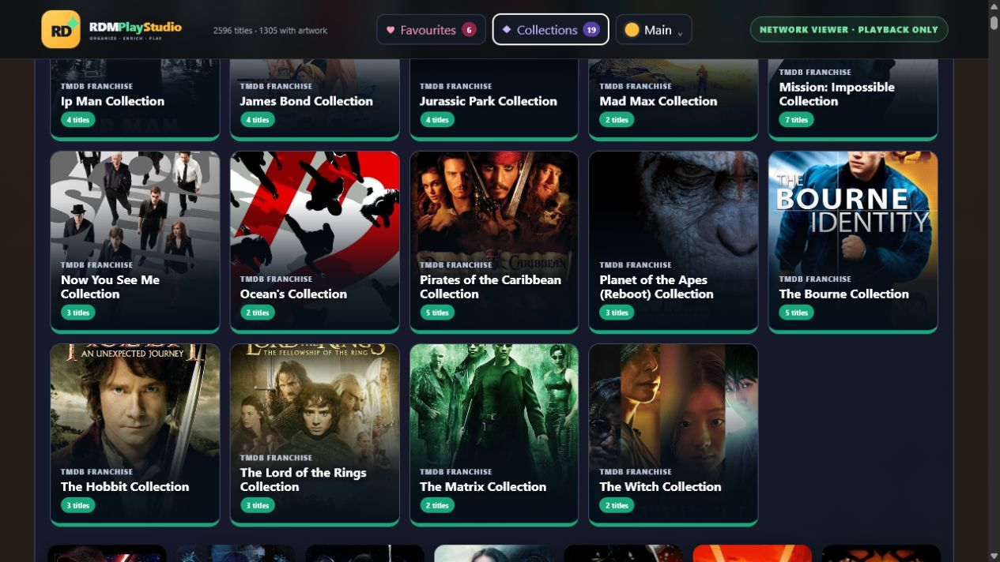 RD
RDMPlayStudio
ORGANIZE · ENRICH · PLAY
2596 titles · 1305 with artwork
Favourites 6
Collections 19
Main
NETWORK VIEWER · PLAYBACK ONLY
TMDB FRANCHISE
Ip Man Collection
4 titles
TMDB FRANCHISE
James Bond Collection
4 titles
TMDB FRANCHISE
Jurassic Park Collection
4 titles
TMDB FRANCHISE
Mad Max Collection
2 titles
TMDB FRANCHISE
Mission: Impossible
Collection
7 titles
TMDB FRANCHISE
Now You See Me
Collection
3 titles
TMDB FRANCHISE
Ocean's Collection
2 titles
CARIBBEAN
TMDB FRANCHISE
Pirates of the Caribbean
Collection
5 titles
TMDB FRANCHISE
Planet of the Apes
(Reboot) Collection
3 titles
THE
BOURNE
IDENTITY
TMDB FRANCHISE
The Bourne Collection
5 titles
AN UNEXPECTED JOURNEY
TMDB FRANCHISE
The Hobbit Collection
3 titles
THE FELLOWSHIP OF THE RING
TMDB FRANCHISE
The Lord of the Rings
Collection
3 titles
TMDB FRANCHISE
The Matrix Collection
2 titles
TMDB FRANCHISE
The Witch Collection
2 titles